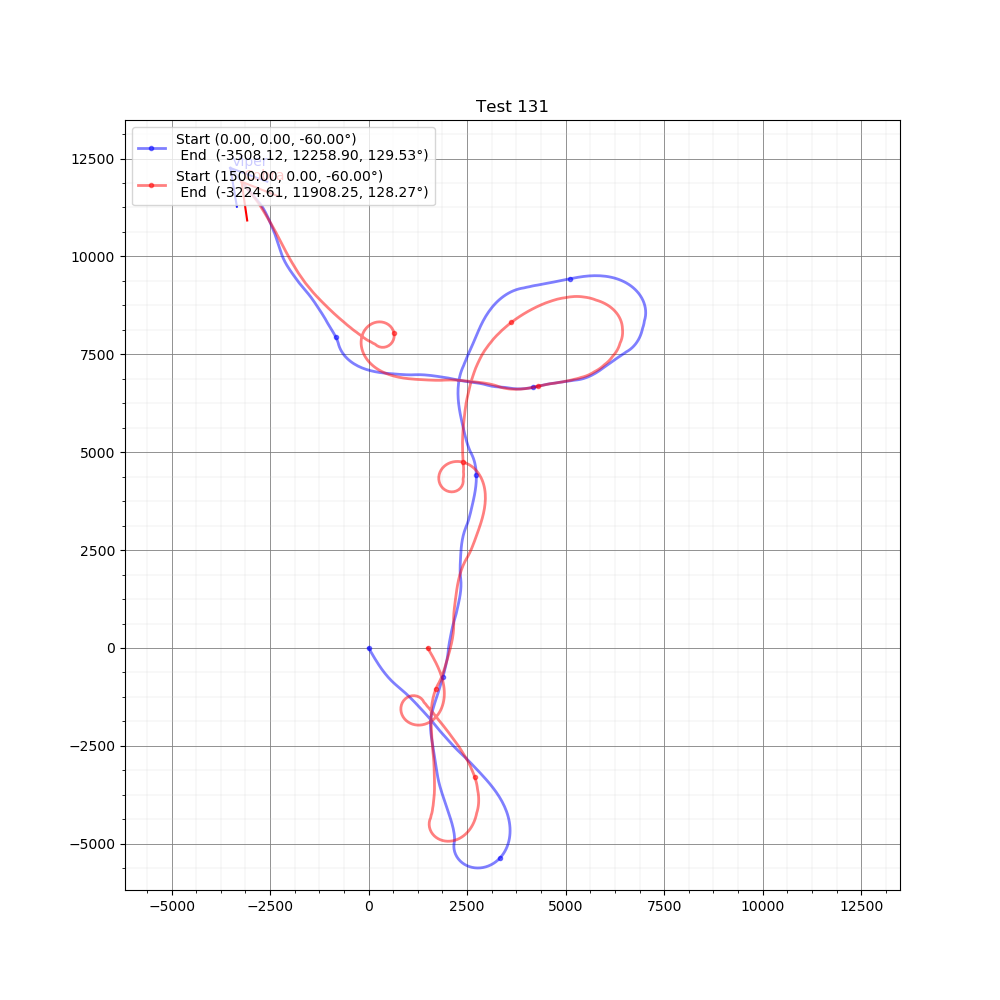 Test 131
Start (0.00, 0.00, -60.00°)
End (-3508.12, 12258.90, 129.53°)
Start (1500.00, 0.00, -60.00°)
End (-3224.61, 11908.25, 128.27°)
Viper
12500
10000
7500
5000
2500
0
−2500
−5000
−5000 −2500 0 2500 5000 7500 10000 12500